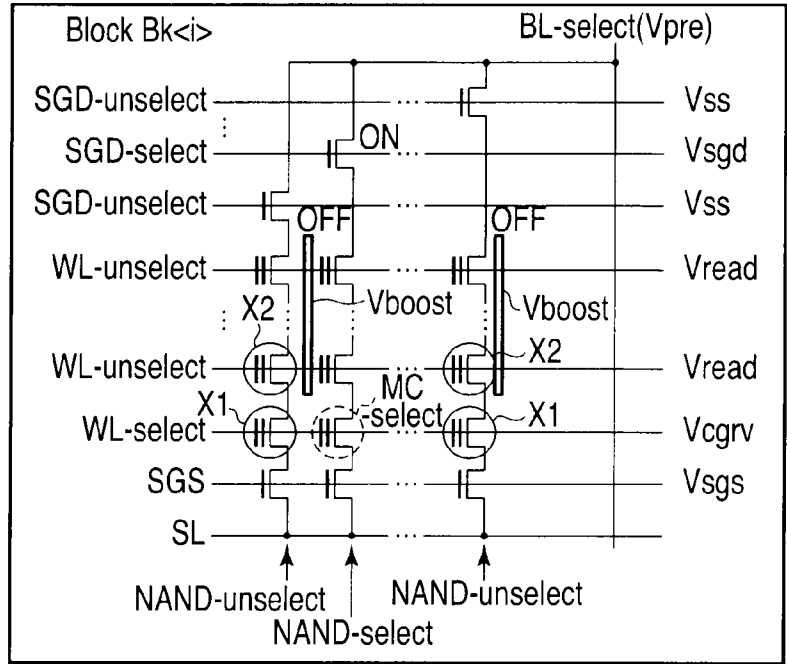 Block Bk<i>
BL-select(Vpre)
SGD-unselect
...
Vss
⋮
SGD-select
ON
...
Vsgd
SGD-unselect
...
Vss
OFF
OFF
WL-unselect
...
Vread
Vboost
Vboost
X2
X2
WL-unselect
...
Vread
X1
MC
-select
X1
WL-select
...
Vcgrv
SGS
...
Vsgs
SL
...
NAND-unselect
NAND-unselect
NAND-select